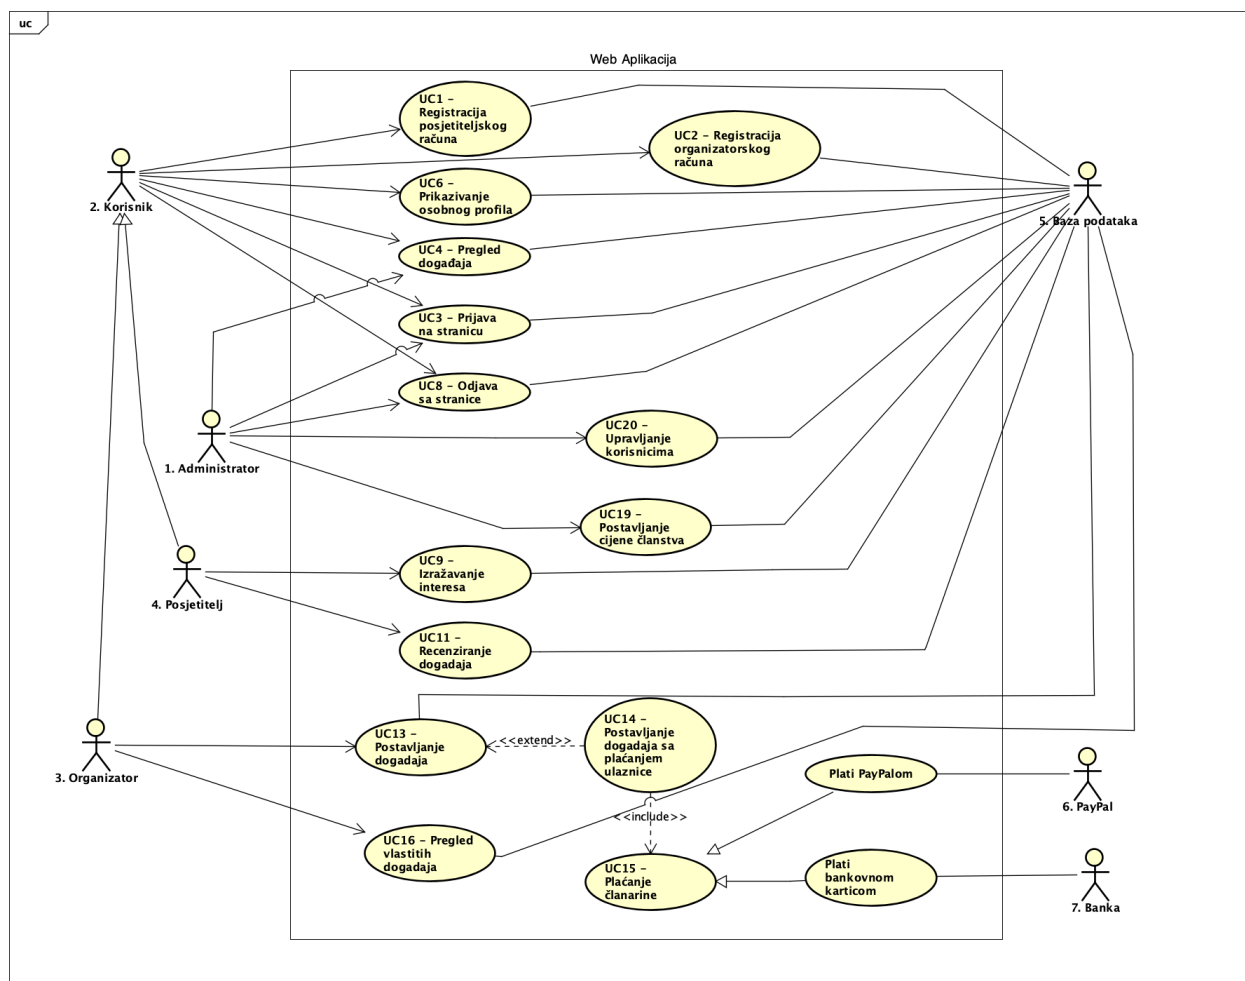 uc
Web Aplikacija
UC1 –
Registracija
posjetiteljskog
računa
UC2 – Registracija
organizatorskog
računa
2. Korisnik
UC6 –
Prikazivanje
osobnog profila
5. Baza podataka
UC4 – Pregled
događaja
UC3 – Prijava
na stranicu
UC8 – Odjava
sa stranice
1. Administrator
UC20 –
Upravljanje
korisnicima
UC19 –
Postavljanje
cijene članstva
4. Posjetitelj
UC9 –
Izražavanje
interesa
UC11 –
Recenziranje
događaja
3. Organizator
UC13 –
Postavljanje
događaja
<<extend>>
UC14 –
Postavljanje
događaja sa
plaćanjem
ulaznice
Plati PayPalom
6. PayPal
<<include>>
UC16 – Pregled
vlastitih
događaja
UC15 –
Plaćanje
članarine
Plati
bankovnom
karticom
7. Banka